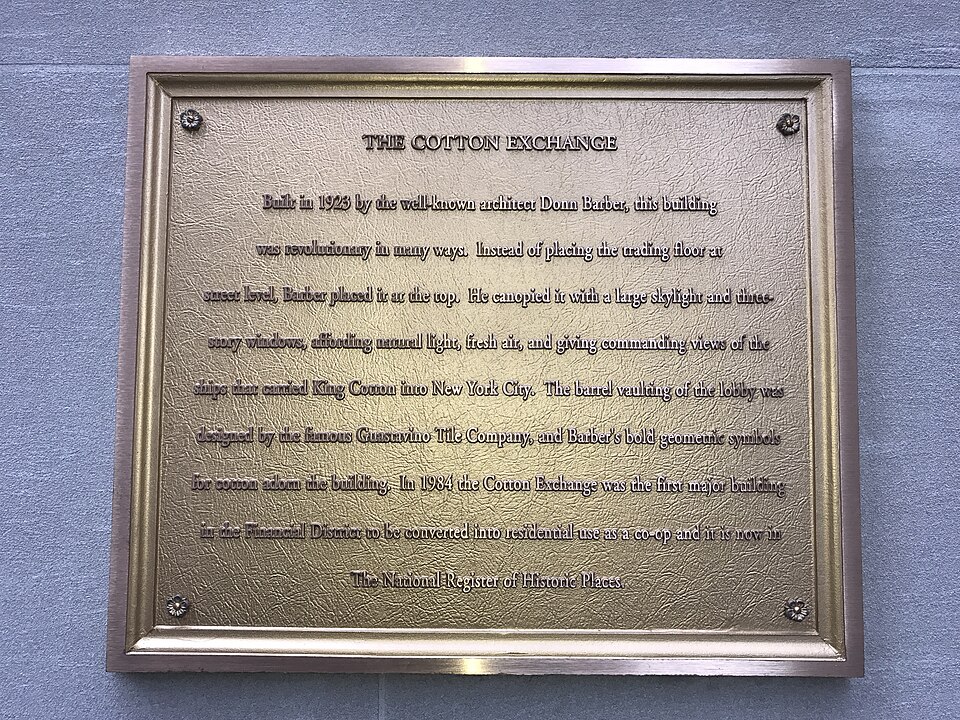 THE COTTON EXCHANGE
Built in 1923 by the well-known architect Donn Barber, this building
was revolutionary in many ways. Instead of placing the trading floor at
street level, Barber placed it at the top. He canopied it with a large skylight and three-
story windows, affording natural light, fresh air, and giving commanding views of the
ships that carried King Cotton into New York City. The barrel vaulting of the lobby was
designed by the famous Guastavino Tile Company, and Barber's bold geometric symbols
for cotton adorn the building. In 1984 the Cotton Exchange was the first major building
in the Financial District to be converted into residential use as a co-op and it is now in
The National Register of Historic Places.